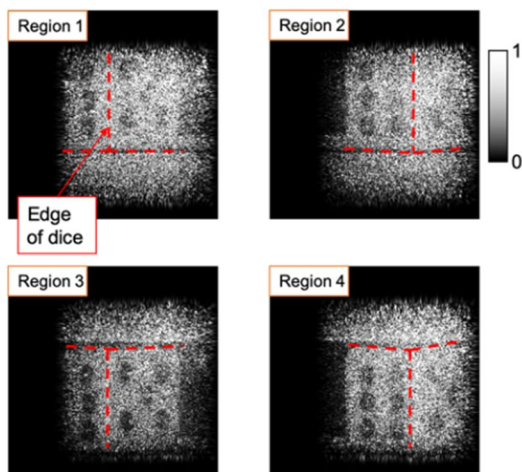 Region 1
Region 2
1
0
Edge
of dice
Region 3
Region 4